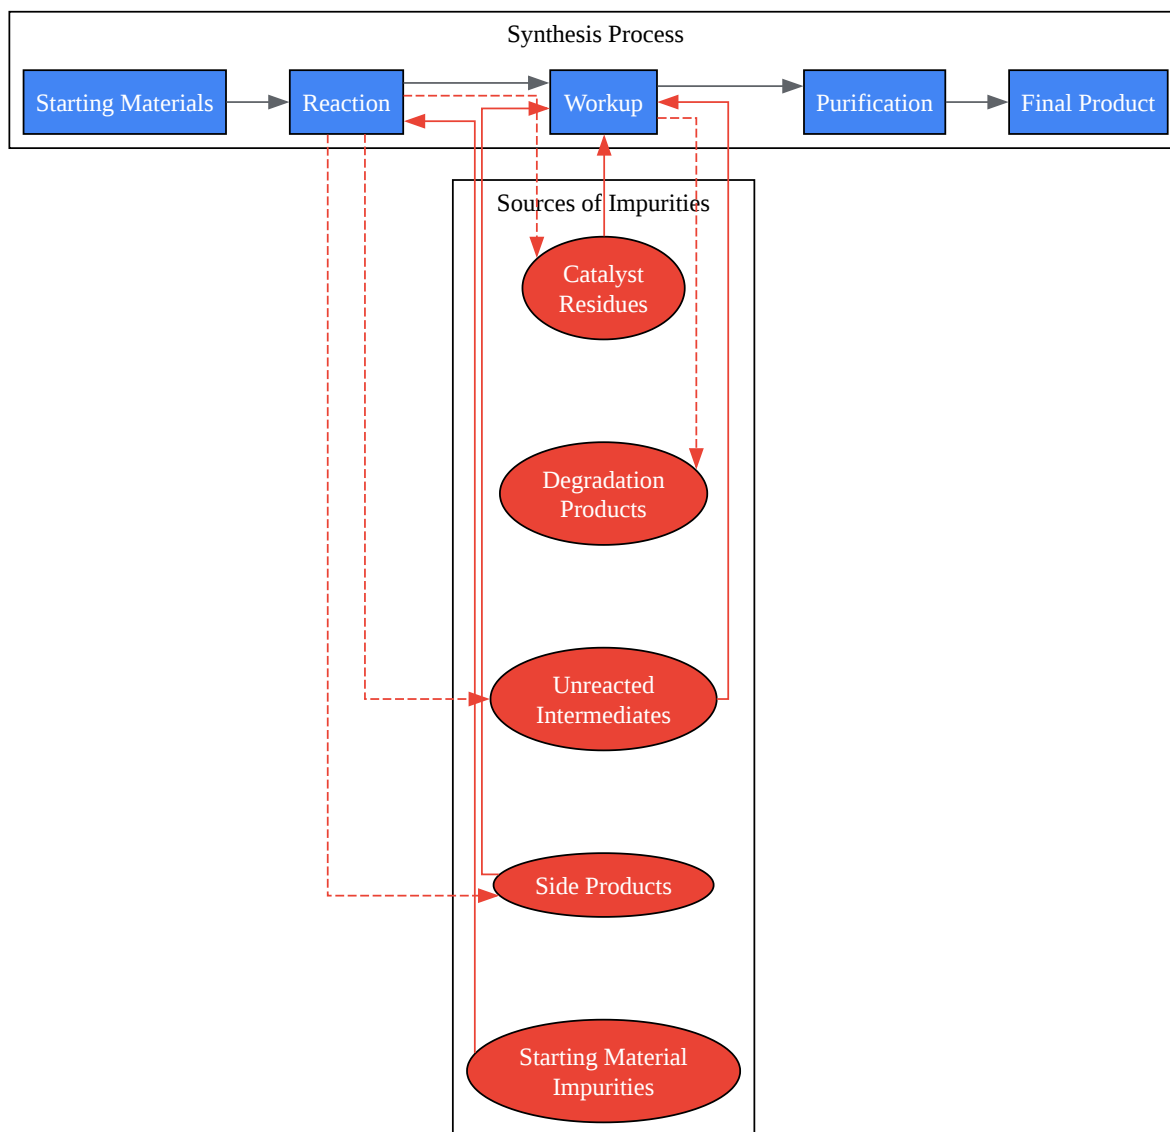 Synthesis Process
Starting Materials
Reaction
Workup
Purification
Final Product
Sources of Impurities
Catalyst
Residues
Degradation
Products
Unreacted
Intermediates
Side Products
Starting Material
Impurities